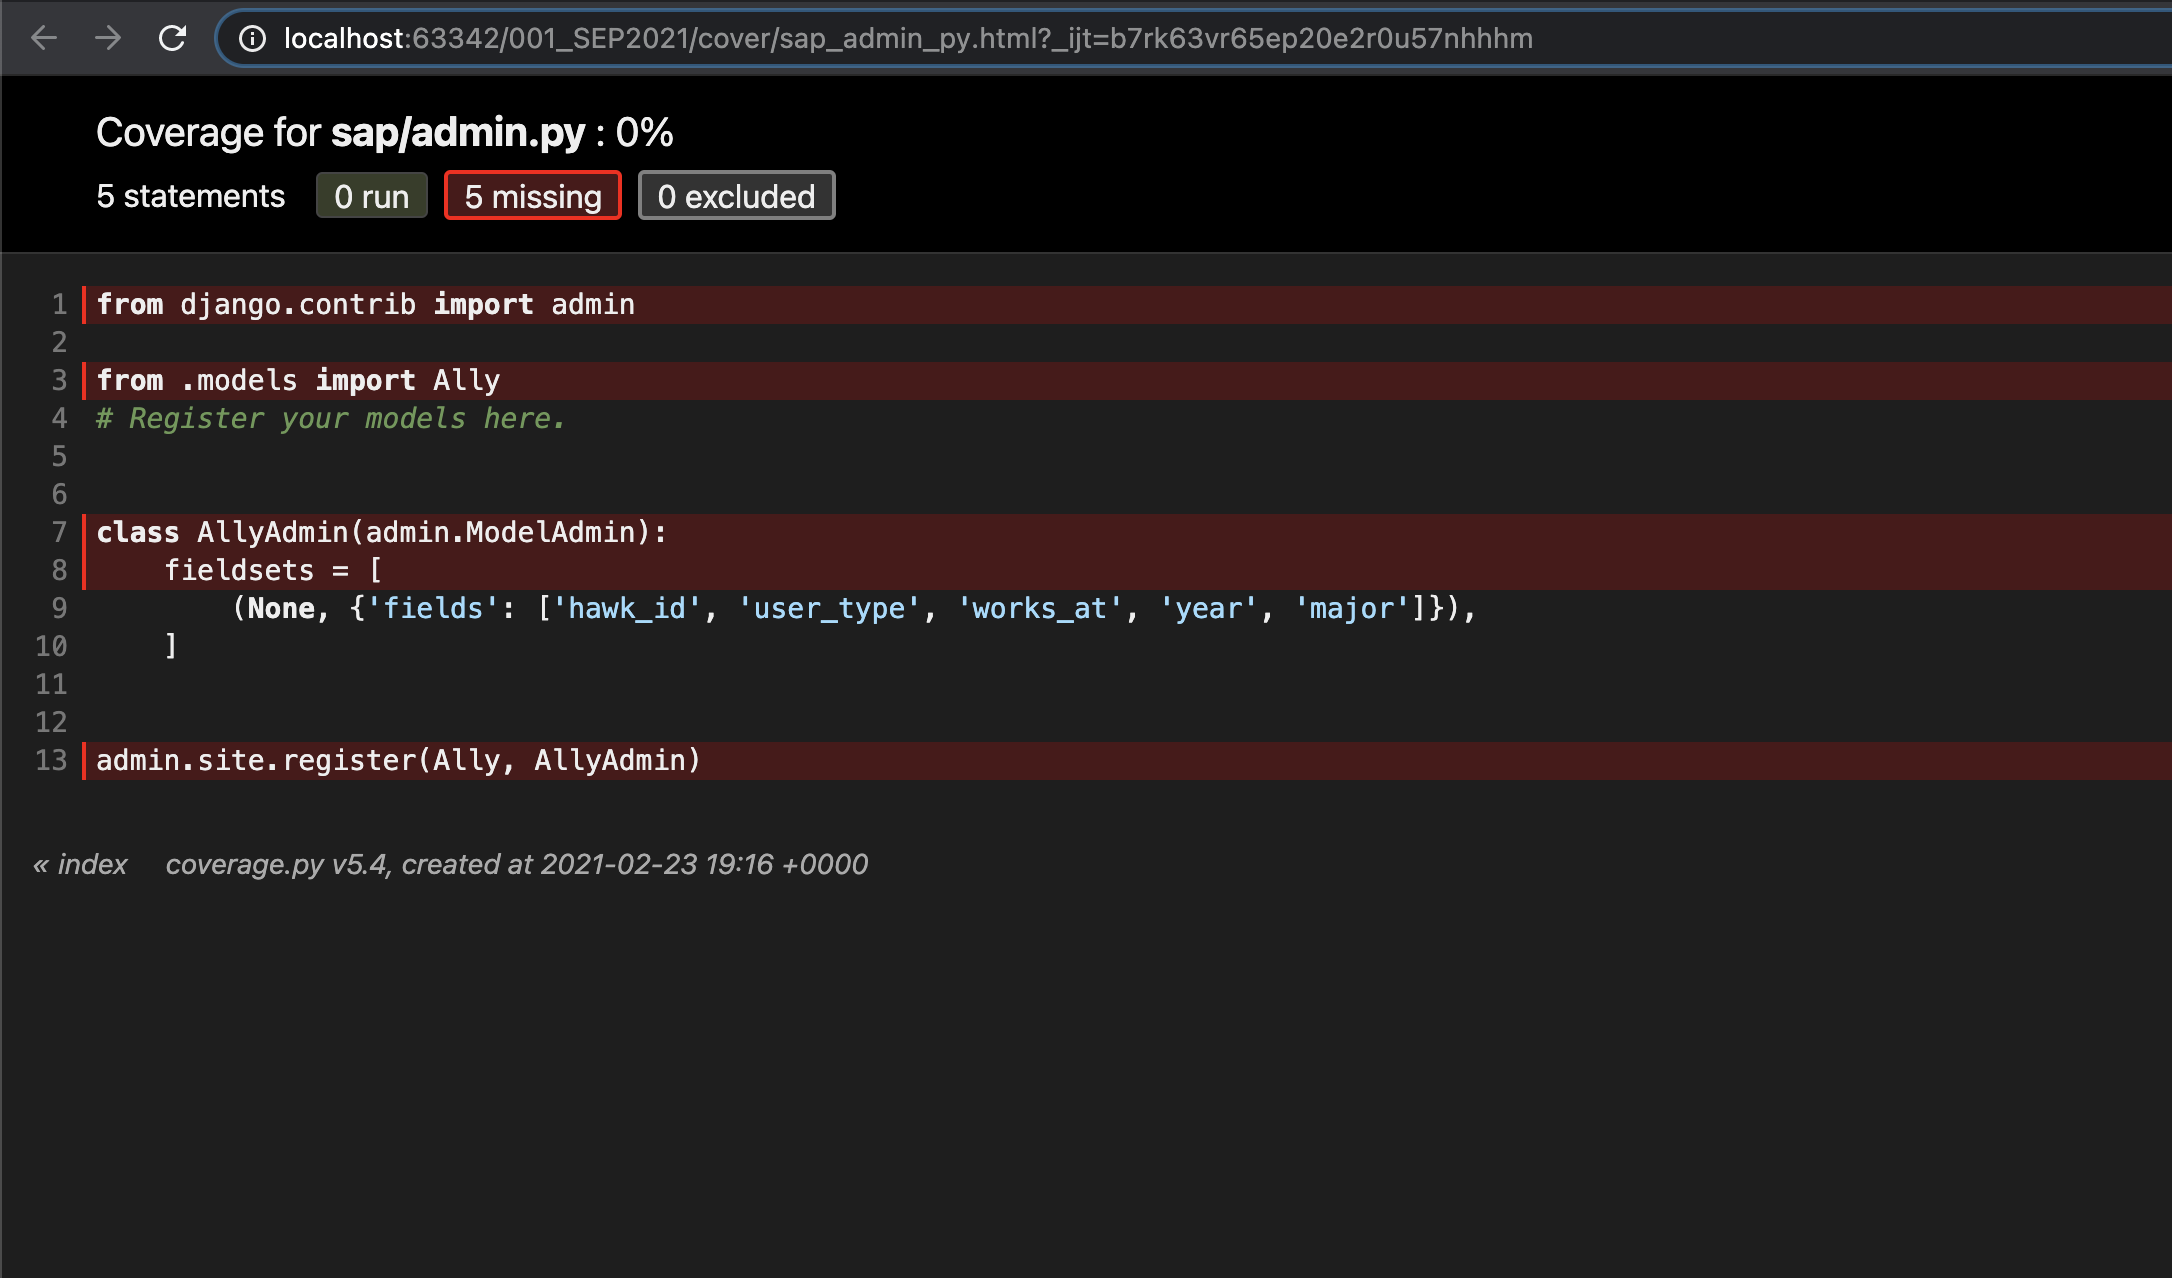 localhost:63342/001_SEP2021/cover/sap_admin_py.html?_ijt=b7rk63vr65ep20e2r0u57nhhhm
Coverage for sap/admin.py : 0%
5 statements 0 run 5 missing 0 excluded
1 from django.contrib import admin
2
3 from .models import Ally
4 # Register your models here.
5
6
7 class AllyAdmin(admin.ModelAdmin):
8     fieldsets = [
9         (None, {'fields': ['hawk_id', 'user_type', 'works_at', 'year', 'major']}),
10     ]
11
12
13 admin.site.register(Ally, AllyAdmin)
« index coverage.py v5.4, created at 2021-02-23 19:16 +0000